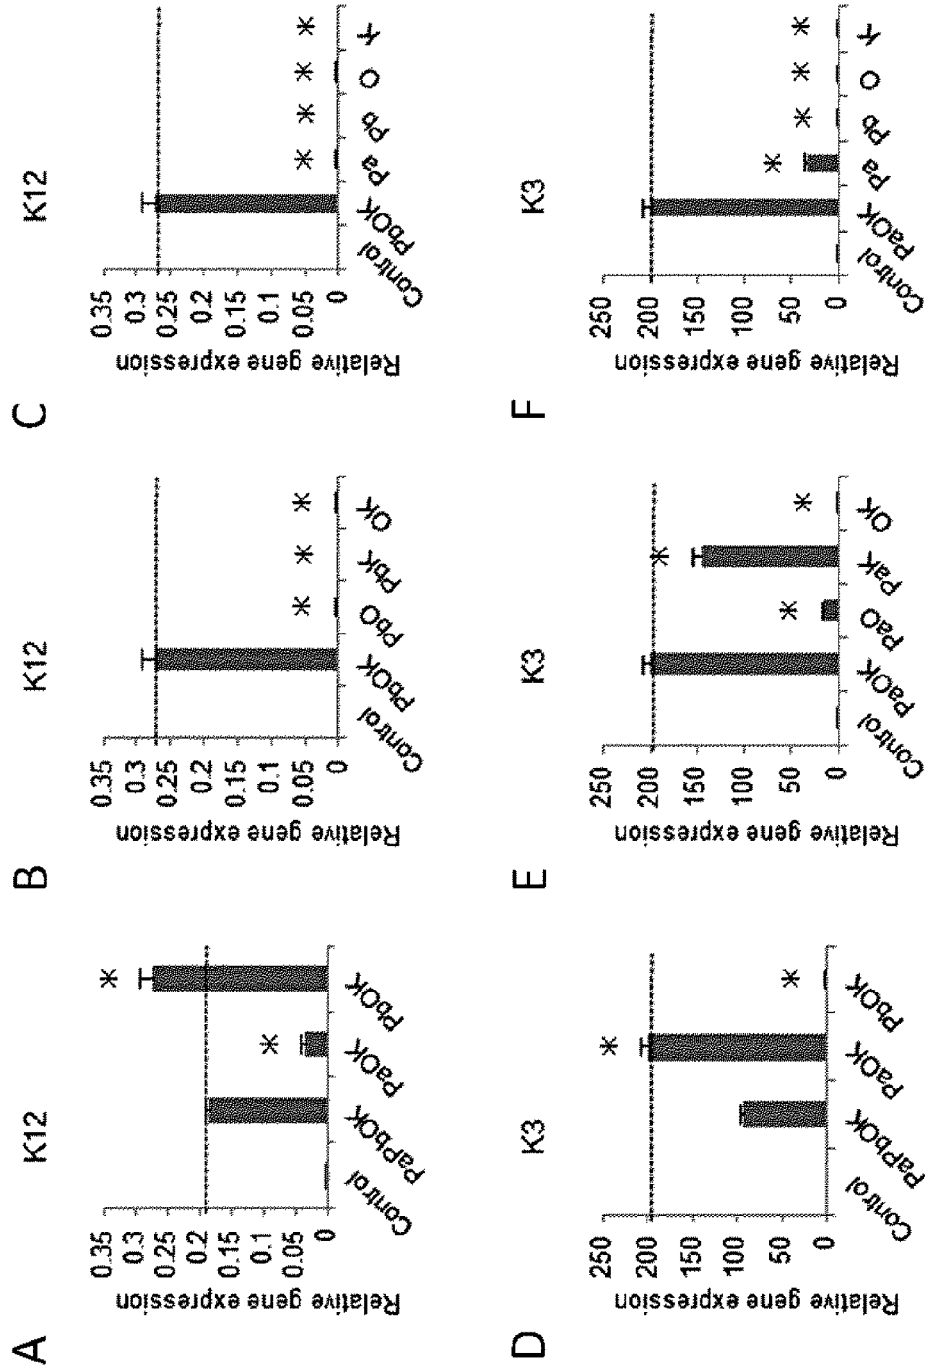 A
K12
Relative gene expression
0.35
0.3
0.25
0.2
0.15
0.1
0.05
0
Control
PaPbOK
PaOK
*
PbOK
*
B
K12
Relative gene expression
0.35
0.3
0.25
0.2
0.15
0.1
0.05
0
Control
PbOK
PbO
*
PbK
*
OK
*
C
K12
Relative gene expression
0.35
0.3
0.25
0.2
0.15
0.1
0.05
0
Control
PbOK
Pa
*
Pb
*
O
*
K
*
D
K3
Relative gene expression
250
200
150
100
50
0
Control
PaPbOK
PaOK
*
PbOK
*
E
K3
Relative gene expression
250
200
150
100
50
0
Control
PaOK
PaO
*
PaK
*
OK
*
F
K3
Relative gene expression
250
200
150
100
50
0
Control
PaOK
Pa
*
Pb
*
O
*
K
*